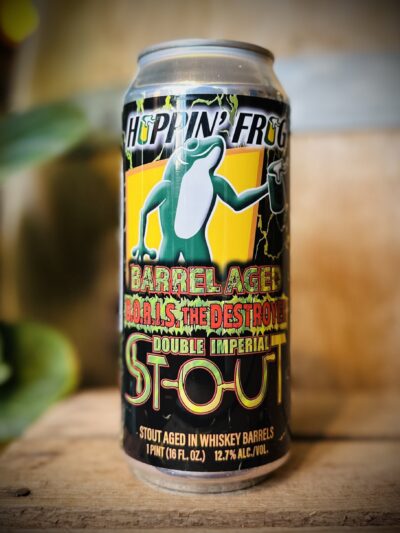 HOPPIN' FROG
BARREL AGED
B.O.R.I.S. THE DESTROYER
DOUBLE IMPERIAL
ST-O-U-T
STOUT AGED IN WHISKEY BARRELS
1 PINT (16 FL. OZ.) 12.7% ALC./VOL.